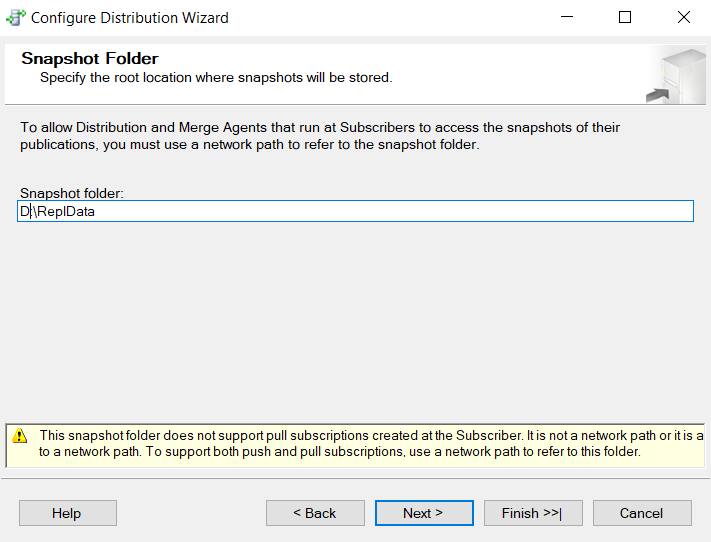 Configure Distribution Wizard
Snapshot Folder
Specify the root location where snapshots will be stored.
To allow Distribution and Merge Agents that run at Subscribers to access the snapshots of their
publications, you must use a network path to refer to the snapshot folder.
Snapshot folder:
D:\ReplData
This snapshot folder does not support pull subscriptions created at the Subscriber. It is not a network path or it is a
to a network path. To support both push and pull subscriptions, use a network path to refer to this folder.
Help
< Back
Next >
Finish >>|
Cancel